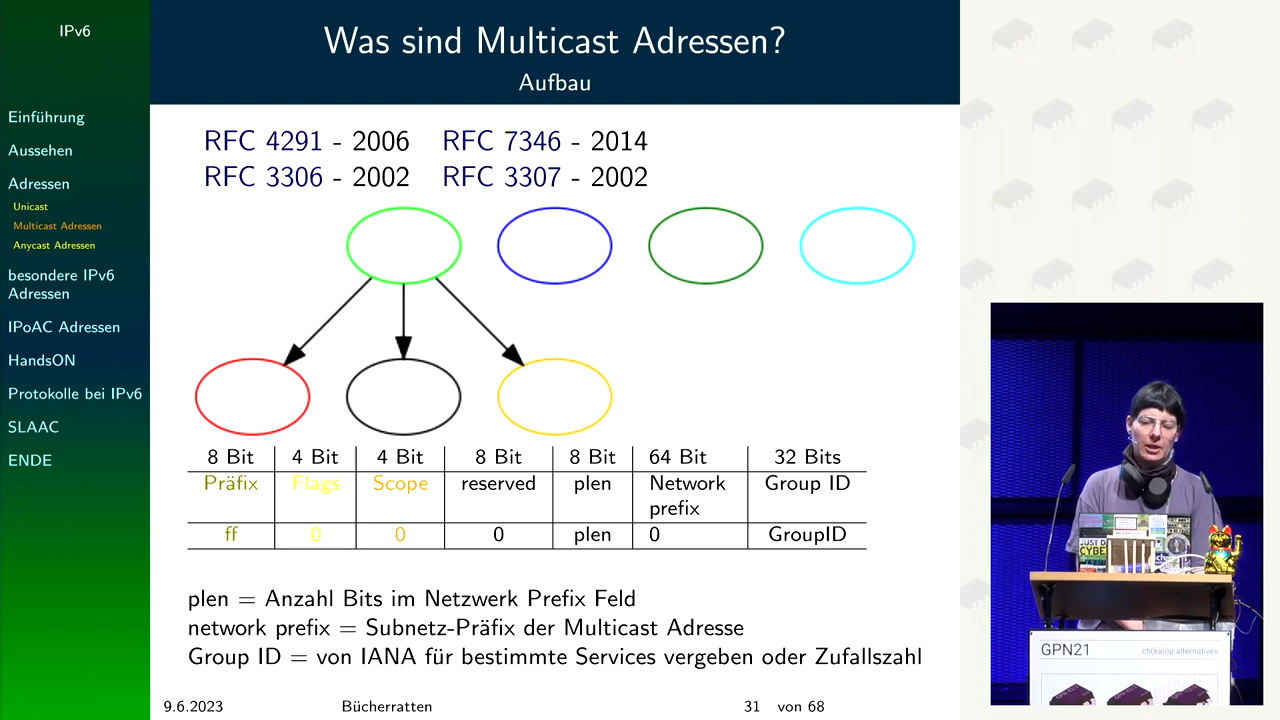 IPv6
Einführung
Aussehen
Adressen
Unicast
Multicast Adressen
Anycast Adressen
besondere IPv6
Adressen
IPoAC Adressen
HandsON
Protokolle bei IPv6
SLAAC
ENDE
Was sind Multicast Adressen?
Aufbau
RFC 4291 - 2006 RFC 7346 - 2014
RFC 3306 - 2002 RFC 3307 - 2002
8 Bit 4 Bit 4 Bit 8 Bit 8 Bit 64 Bit 32 Bits
Präfix Flags Scope reserved plen Network Group ID
prefix
ff 0 0 0 plen 0 GroupID
plen = Anzahl Bits im Netzwerk Prefix Feld
network prefix = Subnetz-Präfix der Multicast Adresse
Group ID = von IANA für bestimmte Services vergeben oder Zufallszahl
9.6.2023 Bücherratten 31 von 68
GPN21 ch(ea(i)p alternatives